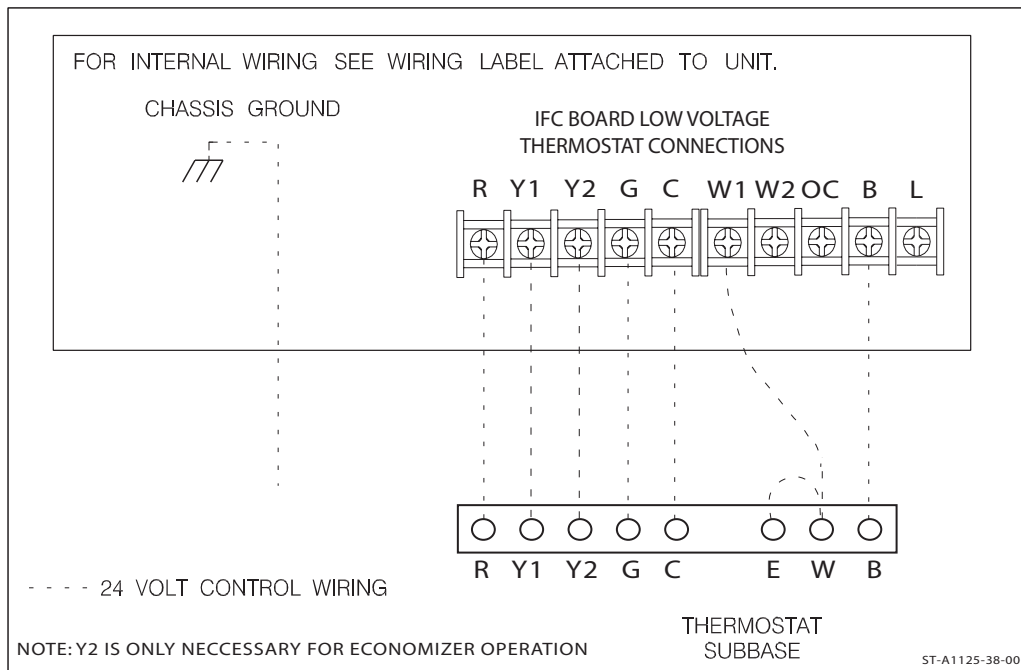 FOR INTERNAL WIRING SEE WIRING LABEL ATTACHED TO UNIT.
CHASSIS GROUND
IFC BOARD LOW VOLTAGE
THERMOSTAT CONNECTIONS
R Y1 Y2 G C W1 W2 OC B L
R Y1 Y2 G C E W B
- - - - 24 VOLT CONTROL WIRING
THERMOSTAT
SUBBASE
NOTE: Y2 IS ONLY NECCESSARY FOR ECONOMIZER OPERATION
ST-A1125-38-00